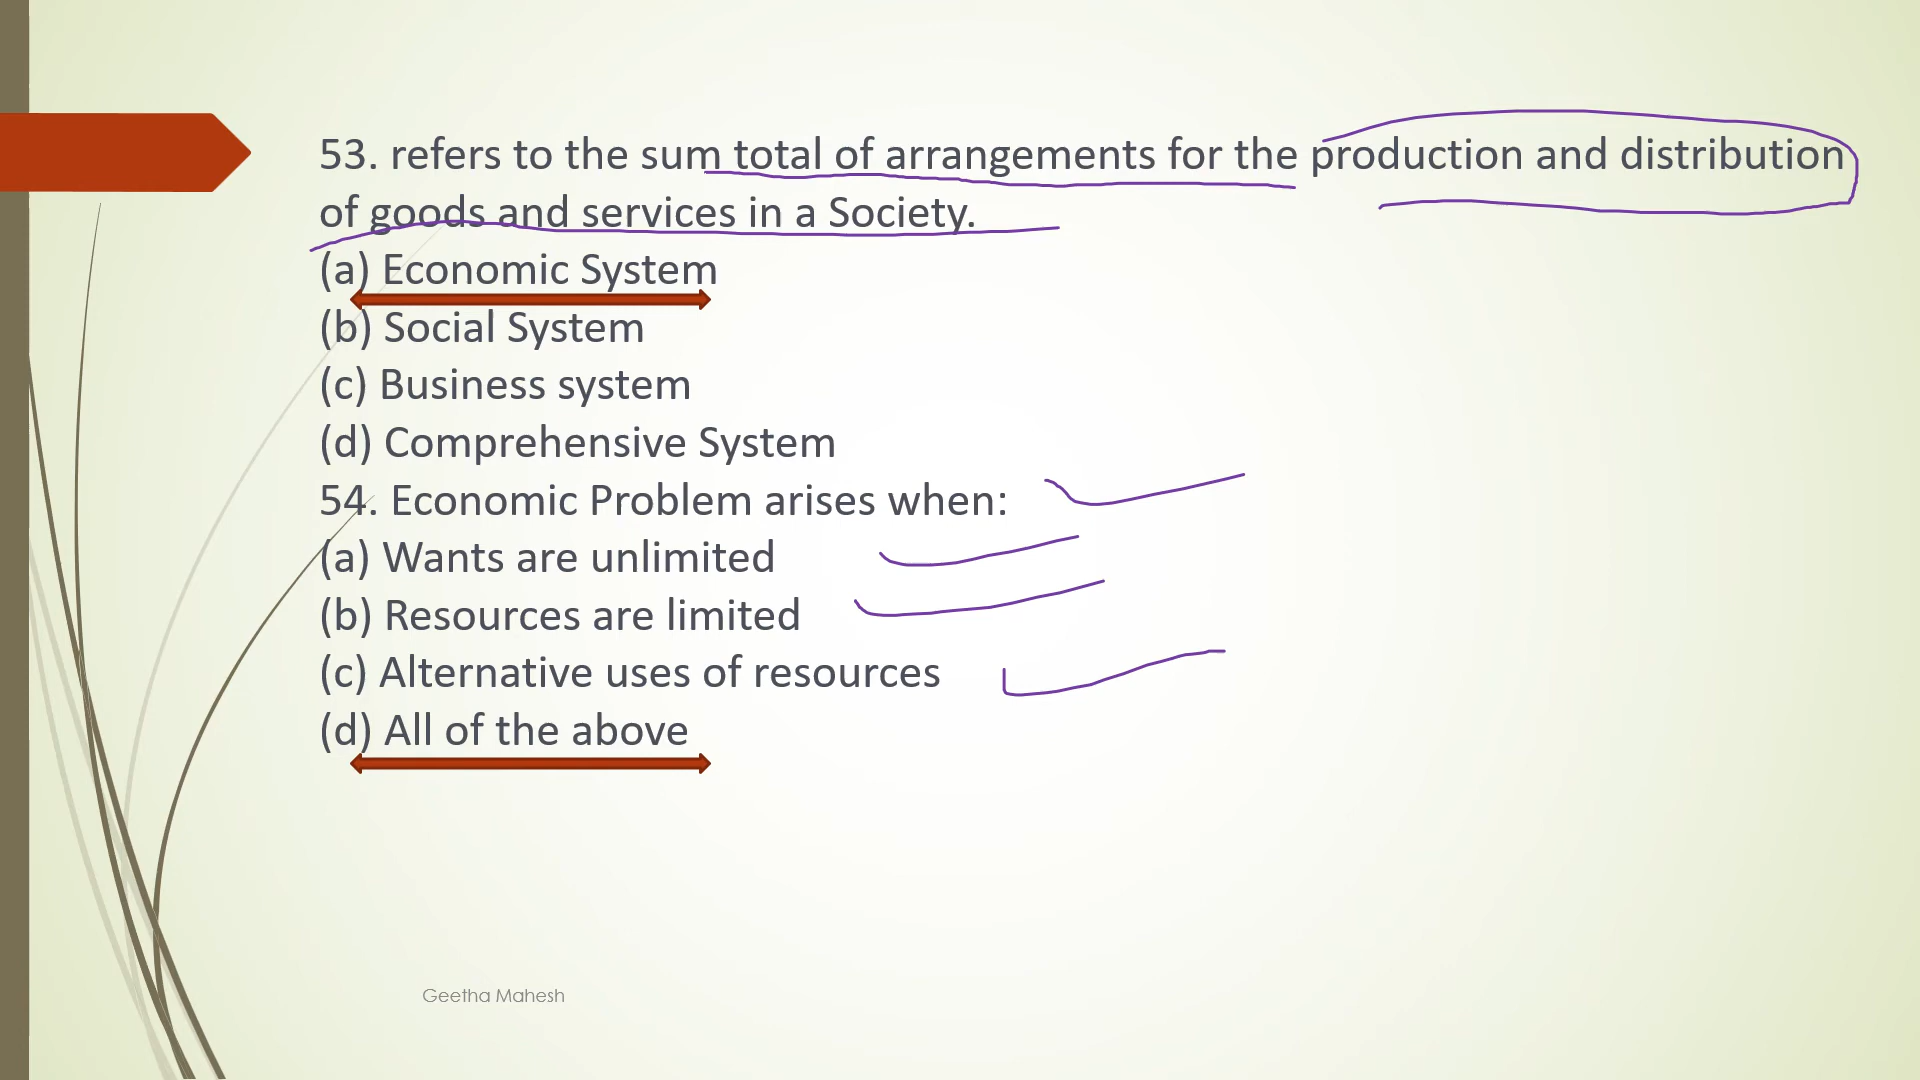 53. refers to the sum total of arrangements for the production and distribution
of goods and services in a Society.
(a) Economic System
(b) Social System
(c) Business system
(d) Comprehensive System
54. Economic Problem arises when:
(a) Wants are unlimited
(b) Resources are limited
(c) Alternative uses of resources
(d) All of the above
Geetha Mahesh